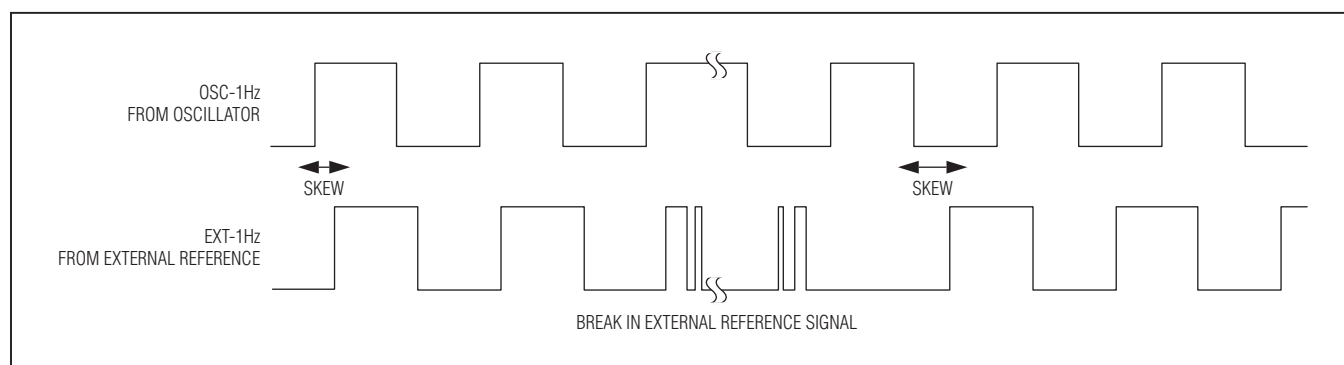 OSC-1Hz
FROM OSCILLATOR
SKEW
SKEW
EXT-1Hz
FROM EXTERNAL REFERENCE
BREAK IN EXTERNAL REFERENCE SIGNAL